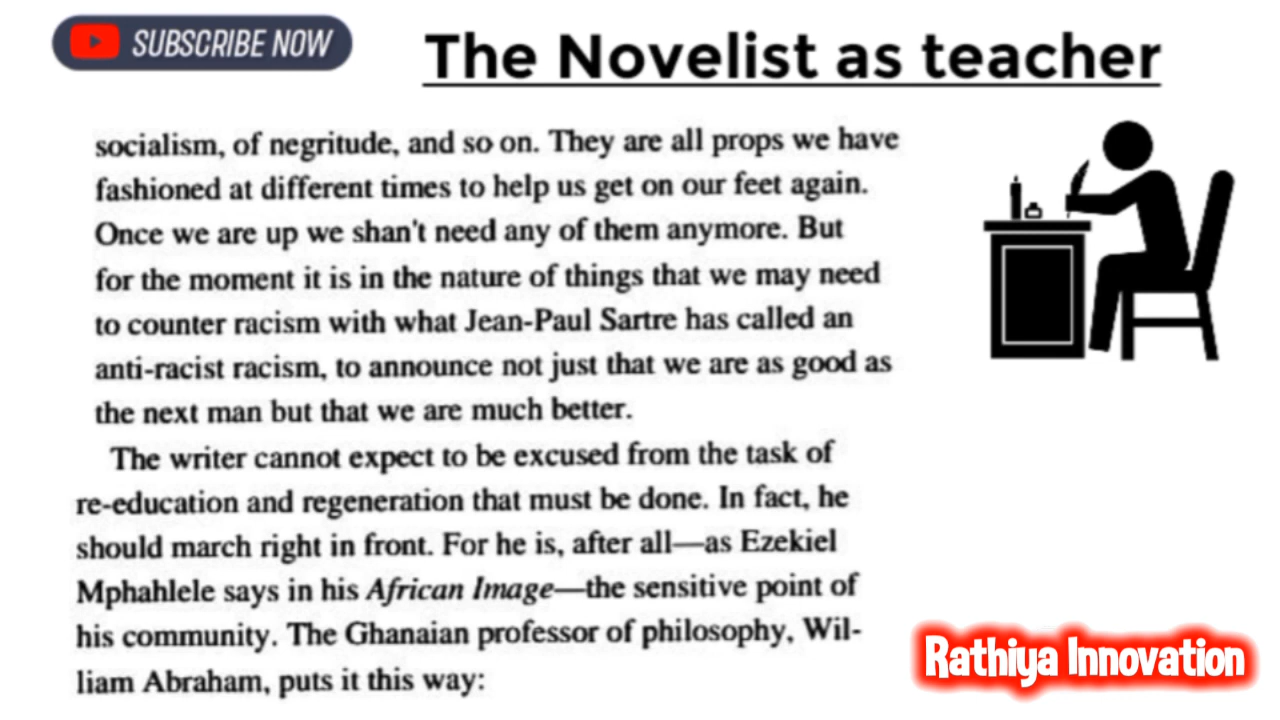 SUBSCRIBE NOW
The Novelist as teacher
socialism, of negritude, and so on. They are all props we have
fashioned at different times to help us get on our feet again.
Once we are up we shan't need any of them anymore. But
for the moment it is in the nature of things that we may need
to counter racism with what Jean-Paul Sartre has called an
anti-racist racism, to announce not just that we are as good as
the next man but that we are much better.
The writer cannot expect to be excused from the task of
re-education and regeneration that must be done. In fact, he
should march right in front. For he is, after all—as Ezekiel
Mphahlele says in his African Image—the sensitive point of
his community. The Ghanaian professor of philosophy, Wil-
liam Abraham, puts it this way:
Rathiya Innovation